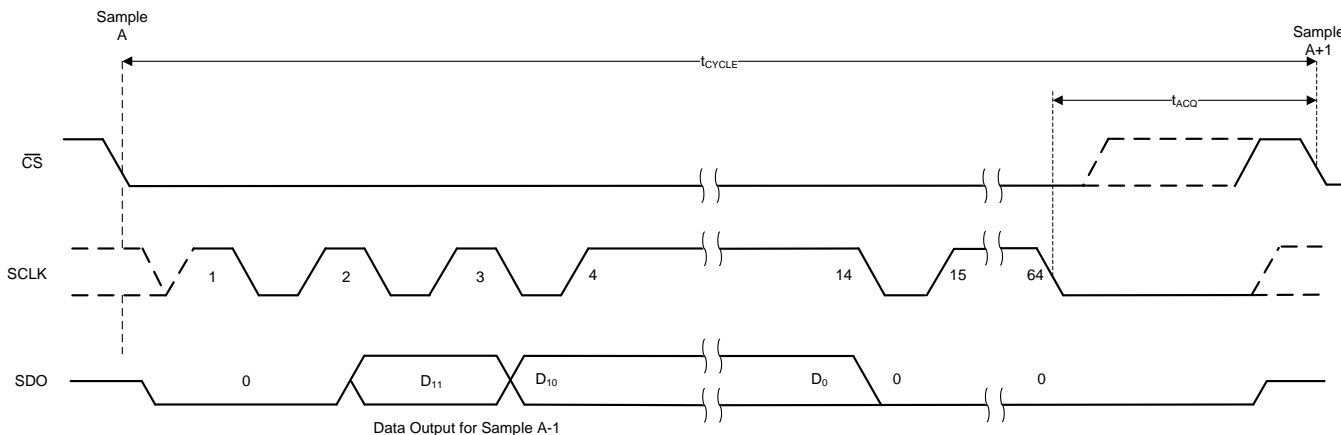 Sample
A
Sample
A+1
tCYCLE
tACQ
CS
SCLK
1
2
3
4
14
15
64
SDO
0
D11
D10
D0
0
0
Data Output for Sample A-1